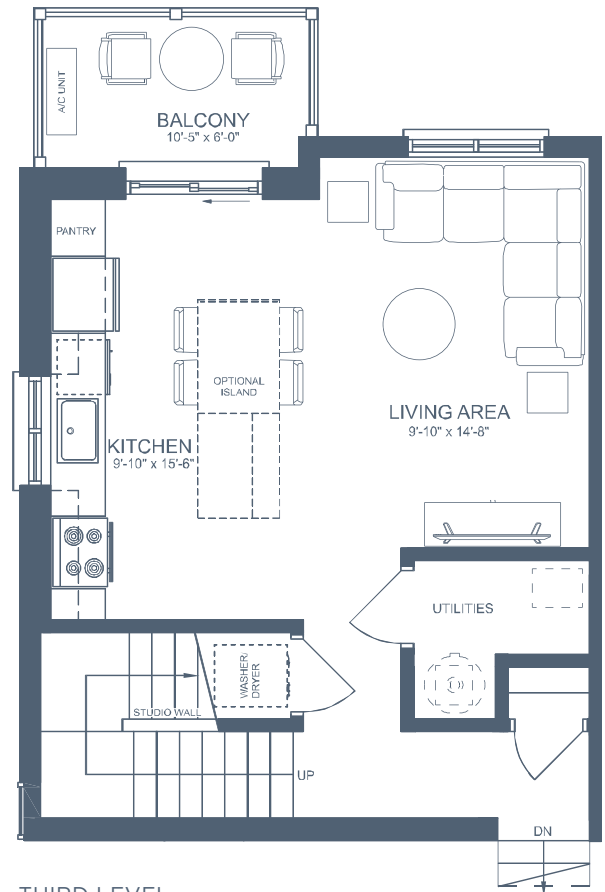 A/C UNIT
BALCONY
10'-5" x 6'-0"
PANTRY
OPTIONAL
ISLAND
LIVING AREA
9'-10" x 14'-8"
KITCHEN
9'-10" x 15'-6"
UTILITIES
WASHER/
DRYER
STUDIO WALL
UP
DN
THIRD LEVEL